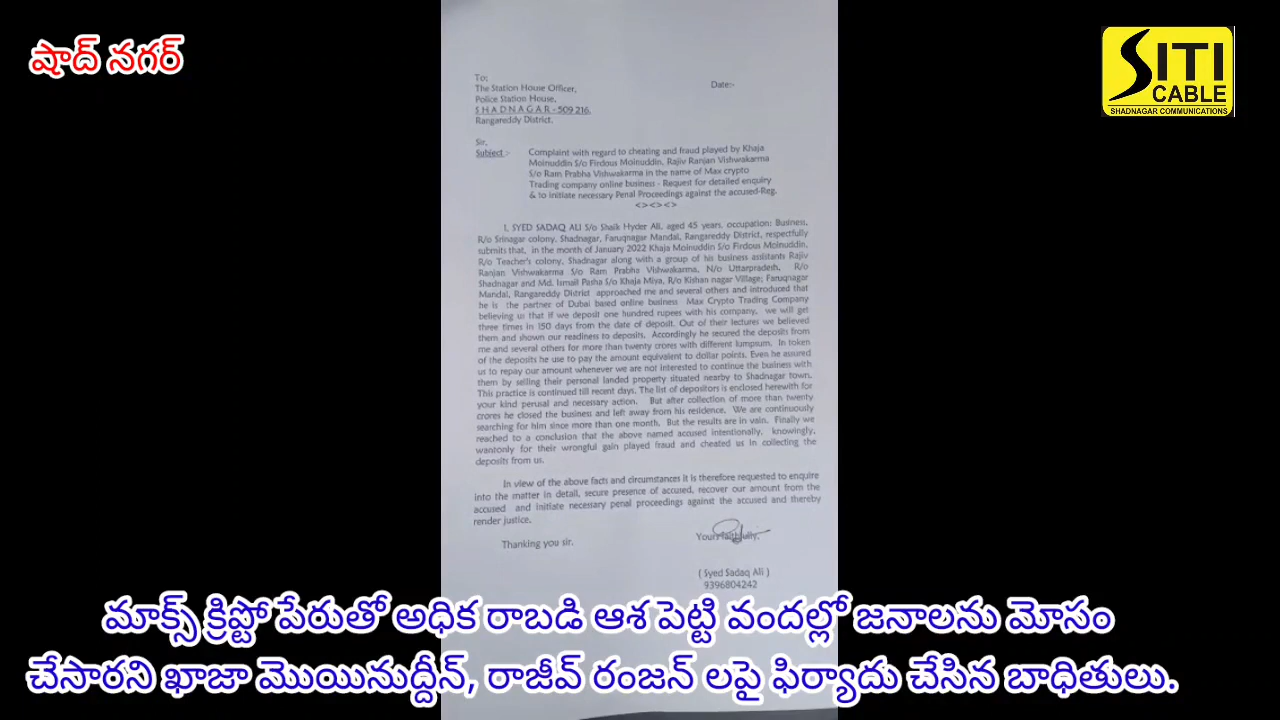 షాద్ నగర్
SITI
CABLE
SHADNAGAR COMMUNICATIONS
To;
The Station House Officer,
Police Station House,
S H A D N A G A R - 509 216.
Rangareddy District.
Date:-
Sir,
Subject :- Complaint with regard to cheating and fraud played by Khaja
Moinuddin S/o Firdous Moinuddin, Rajiv Ranjan Vishwakarma
S/o Ram Prabha Vishwakarma in the name of Max crypto
Trading company online business - Request for detailed enquiry
& to initiate necessary Penal Proceedings against the accused-Reg.
<><><>
I, SYED SADAQ ALI S/o Shaik Hyder Ali, aged 45 years, occupation: Business,
R/o Srinagar colony, Shadnagar, Faruqnagar Mandal, Rangareddy District, respectfully
submits that, in the month of January 2022 Khaja Moinuddin S/o Firdous Moinuddin,
R/o Teacher's colony, Shadnagar along with a group of his business assistants Rajiv
Ranjan Vishwakarma S/o Ram Prabha Vishwakarma, N/o Uttarpradesh, R/o
Shadnagar and Md. Ismail Pasha S/o Khaja Miya, R/o Kishan nagar Village; Faruqnagar
Mandal, Rangareddy District approached me and several others and introduced that
he is the partner of Dubai based online business Max Crypto Trading Company
believing us that if we deposit one hundred rupees with his company, we will get
three times in 150 days from the date of deposit. Out of their lectures we believed
them and shown our readiness to deposits. Accordingly he secured the deposits from
me and several others for more than twenty crores with different lumpsum. In token
of the deposits he use to pay the amount equivalent to dollar points. Even he assured
us to repay our amount whenever we are not interested to continue the business with
them by selling their personal landed property situated nearby to Shadnagar town.
This practice is continued till recent days. The list of depositors is enclosed herewith for
your kind perusal and necessary action. But after collection of more than twenty
crores he closed the business and left away from his residence. We are continuously
searching for him since more than one month. But the results are in vain. Finally we
reached to a conclusion that the above named accused intentionally, knowingly,
wantonly for their wrongful gain played fraud and cheated us in collecting the
deposits from us.
In view of the above facts and circumstances it is therefore requested to enquire
into the matter in detail, secure presence of accused, recover our amount from the
accused and initiate necessary penal proceedings against the accused and thereby
render justice.
Thanking you sir.
Yours faithfully,
( Syed Sadaq Ali )
9396804242
మాక్స్ క్రిప్టో పేరుతో అధిక రాబడి ఆశ పెట్టి వందల్లో జనాలను మోసం
చేసారని ఖాజా మొయినుద్దీన్, రాజీవ్ రంజన్ లపై ఫిర్యాదు చేసిన బాధితులు.